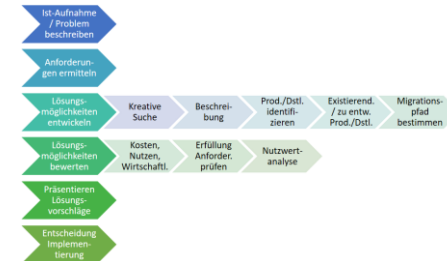 Ist-Aufnahme
/ Problem
beschreiben
Anforderun-
gen ermitteln
Lösungs-
möglichkeiten
entwickeln
Kreative
Suche
Beschrei-
bung
Prod./Dstl.
identifi-
zieren
Existierend.
/ zu entw.
Prod./Dstl.
Migrations-
pfad
bestimmen
Lösungs-
möglichkeiten
bewerten
Kosten,
Nutzen,
Wirtschaftl.
Erfüllung
Anforder.
prüfen
Nutzwert-
analyse
Präsentieren
Lösungs-
vorschläge
Entscheidung
Implemen-
tierung